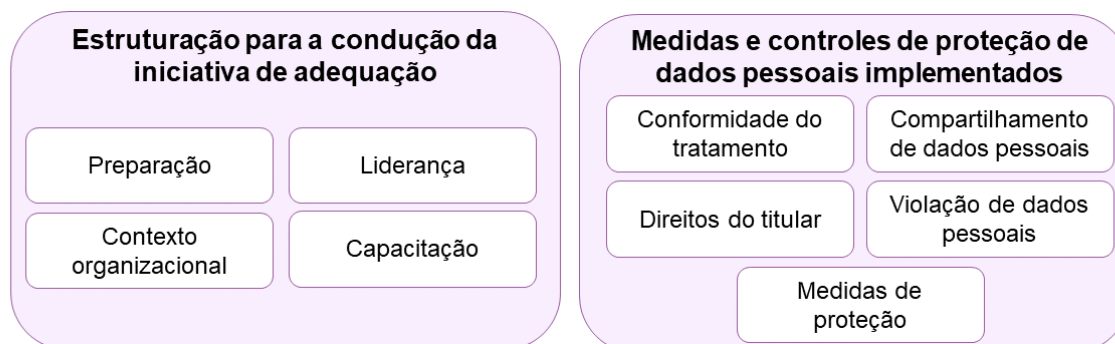 Estruturação para a condução da
iniciativa de adequação
Preparação
Liderança
Contexto
organizacional
Capacitação
Medidas e controles de proteção de
dados pessoais implementados
Conformidade do
tratamento
Compartilhamento
de dados pessoais
Direitos do titular
Violação de dados
pessoais
Medidas de
proteção